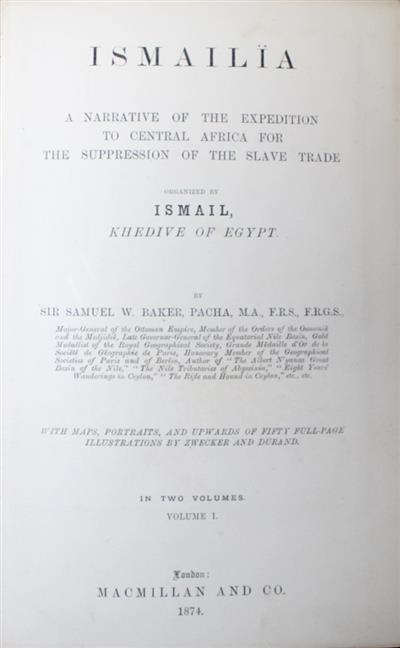 ISMAILÏA
A NARRATIVE OF THE EXPEDITION
TO CENTRAL AFRICA FOR
THE SUPPRESSION OF THE SLAVE TRADE
ORGANIZED BY
ISMAIL,
KHEDIVE OF EGYPT.
BY
SIR SAMUEL W. BAKER, PACHA, M.A., F.R.S., F.R.G.S.,
Major-General of the Ottoman Empire, Member of the Orders of the Osmanié
and the Medjidié, Late Governor-General of the Equatorial Nile Basin, Gold
Medallist of the Royal Geographical Society, Grande Médaille d'Or de la
Société de Géographie de Paris, Honorary Member of the Geographical
Societies of Paris and of Berlin, Author of "The Albert N'yanza Great
Basin of the Nile," "The Nile Tributaries of Abyssinia," "Eight Years'
Wanderings in Ceylon," "The Rifle and Hound in Ceylon," etc., etc.
WITH MAPS, PORTRAITS, AND UPWARDS OF FIFTY FULL-PAGE
ILLUSTRATIONS BY ZWECKER AND DURAND.
IN TWO VOLUMES.
VOLUME I.
London:
MACMILLAN AND CO.
1874.